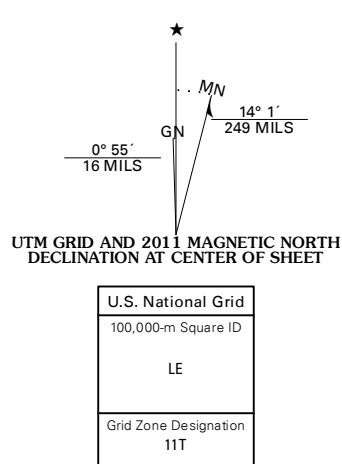 ★
MN
14° 1´
249 MILS
GN
0° 55´
16 MILS
UTM GRID AND 2011 MAGNETIC NORTH
DECLINATION AT CENTER OF SHEET
U.S. National Grid
100,000-m Square ID
LE
Grid Zone Designation
11T